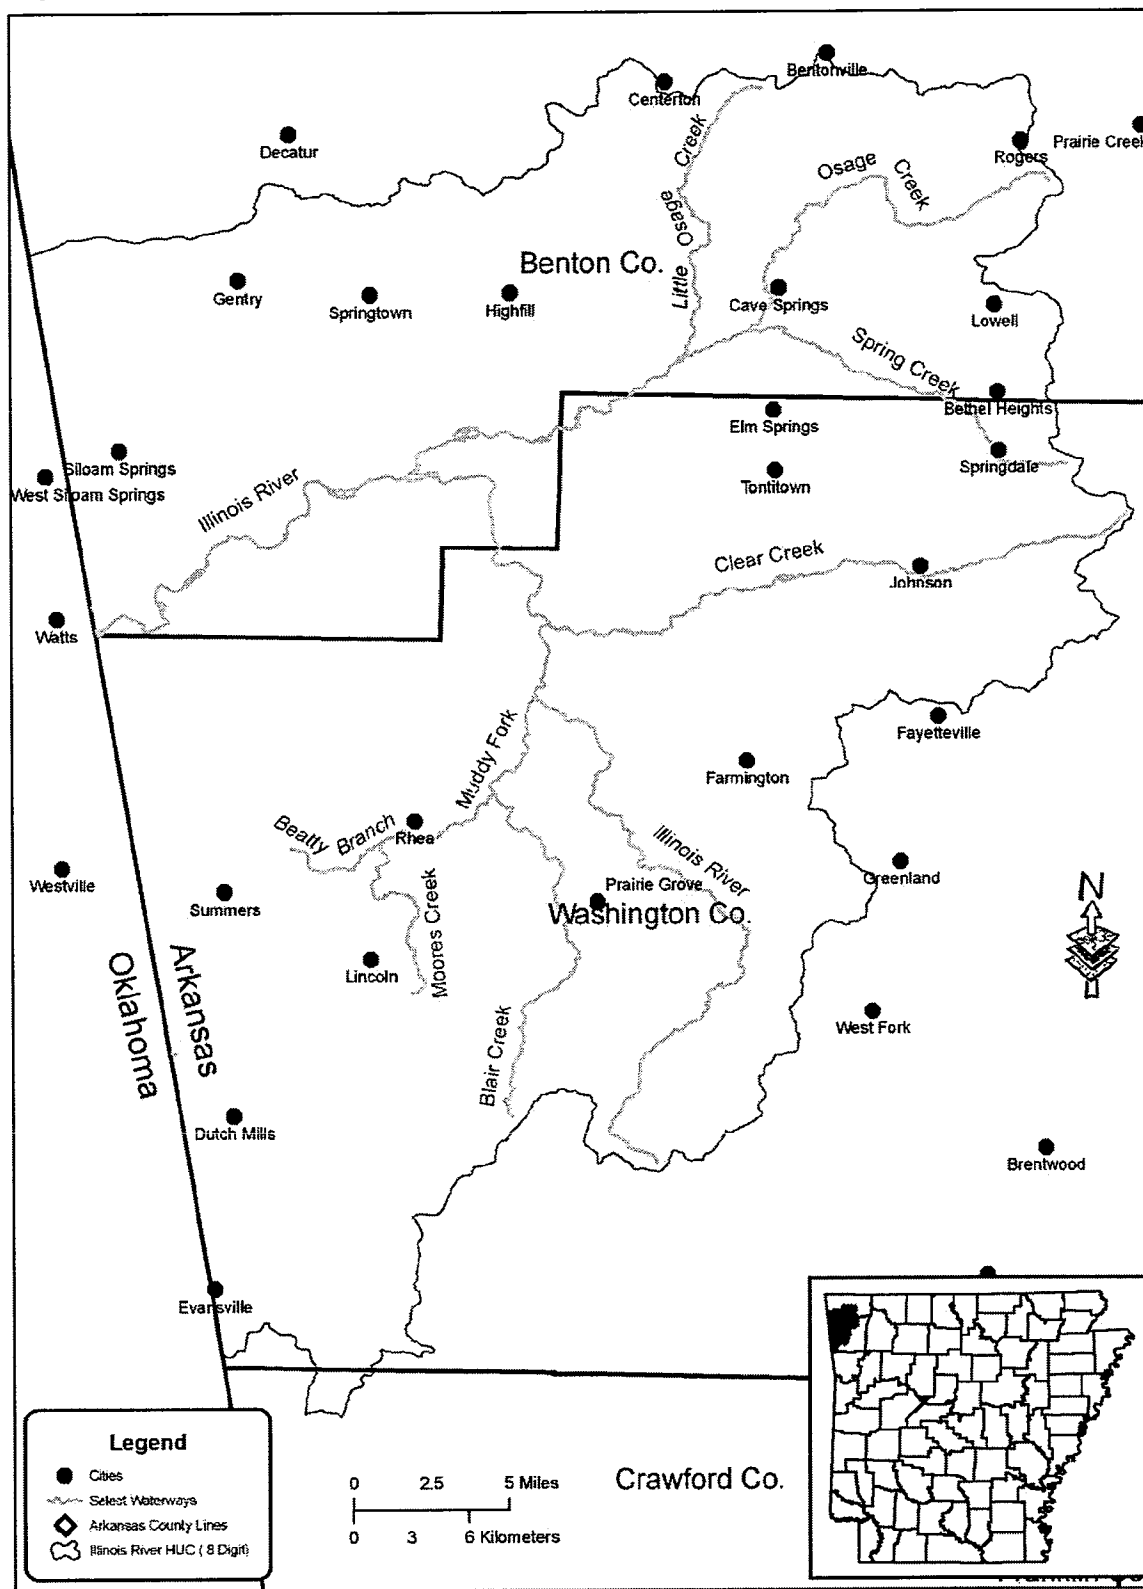 Bentonville
Centerton
Decatur
Rogers
Prairie Creek
Osage
Creek
Little Osage Creek
Benton Co.
Gentry
Springtown
Highfill
Cave Springs
Lowell
Spring Creek
Bethel Heights
Elm Springs
Siloam Springs
West Siloam Springs
Springdale
Tontitown
Illinois River
Clear Creek
Johnson
Watts
Fayetteville
Muddy Fork
Farmington
Beatty Branch
Rhea
Illinois River
Westville
Greenland
Summers
Prairie Grove
Washington Co.
N
Moores Creek
Lincoln
Arkansas
Oklahoma
West Fork
Blair Creek
Dutch Mills
Brentwood
Evansville
Legend
Cities
Select Waterways
Arkansas County Lines
Illinois River HUC ( 8 Digit)
0 2.5 5 Miles
0 3 6 Kilometers
Crawford Co.